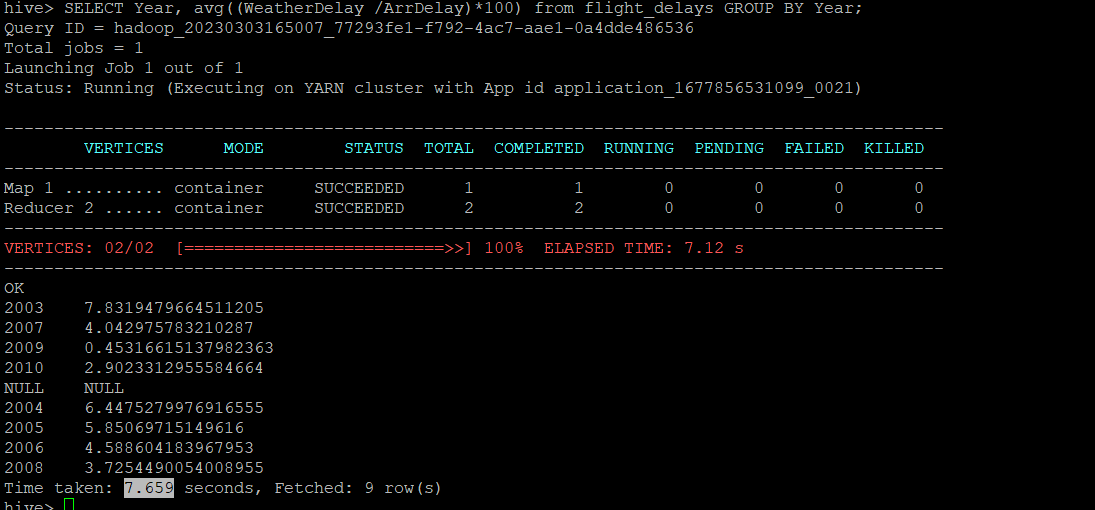 hive> SELECT Year, avg((WeatherDelay /ArrDelay)*100) from flight_delays GROUP BY Year;
Query ID = hadoop_20230303165007_77293fe1-f792-4ac7-aae1-0a4dde486536
Total jobs = 1
Launching Job 1 out of 1
Status: Running (Executing on YARN cluster with App id application_1677856531099_0021)
----------------------------------------------------------------------------------------------
        VERTICES      MODE        STATUS  TOTAL  COMPLETED  RUNNING  PENDING  FAILED  KILLED
----------------------------------------------------------------------------------------------
Map 1 .......... container     SUCCEEDED      1          1        0        0       0       0
Reducer 2 ...... container     SUCCEEDED      2          2        0        0       0       0
----------------------------------------------------------------------------------------------
VERTICES: 02/02  [==========================>>] 100%  ELAPSED TIME: 7.12 s
----------------------------------------------------------------------------------------------
OK
2003    7.8319479664511205
2007    4.042975783210287
2009    0.45316615137982363
2010    2.9023312955584664
NULL    NULL
2004    6.4475279976916555
2005    5.85069715149616
2006    4.588604183967953
2008    3.7254490054008955
Time taken: 7.659 seconds, Fetched: 9 row(s)
hive>